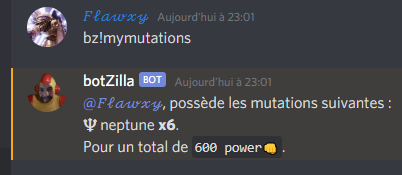 𝓕𝓵𝓪𝔀𝔁𝔂 Aujourd'hui à 23:01
bz!mymutations
botZilla BOT Aujourd'hui à 23:01
@𝓕𝓵𝓪𝔀𝔁𝔂, possède les mutations suivantes :
♆ neptune x6.
Pour un total de 600 power👊.